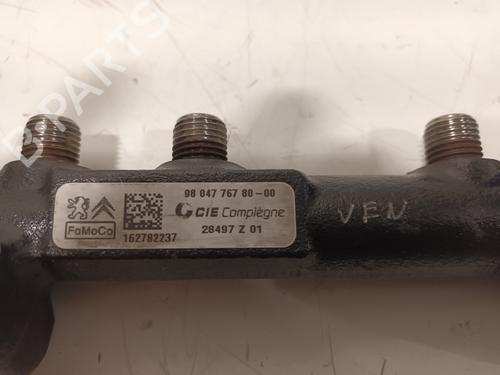 B-PARTS
98 047 767 80-00
CIE Compiègne
FoMoCo
28497 Z 01
162782237
VFN